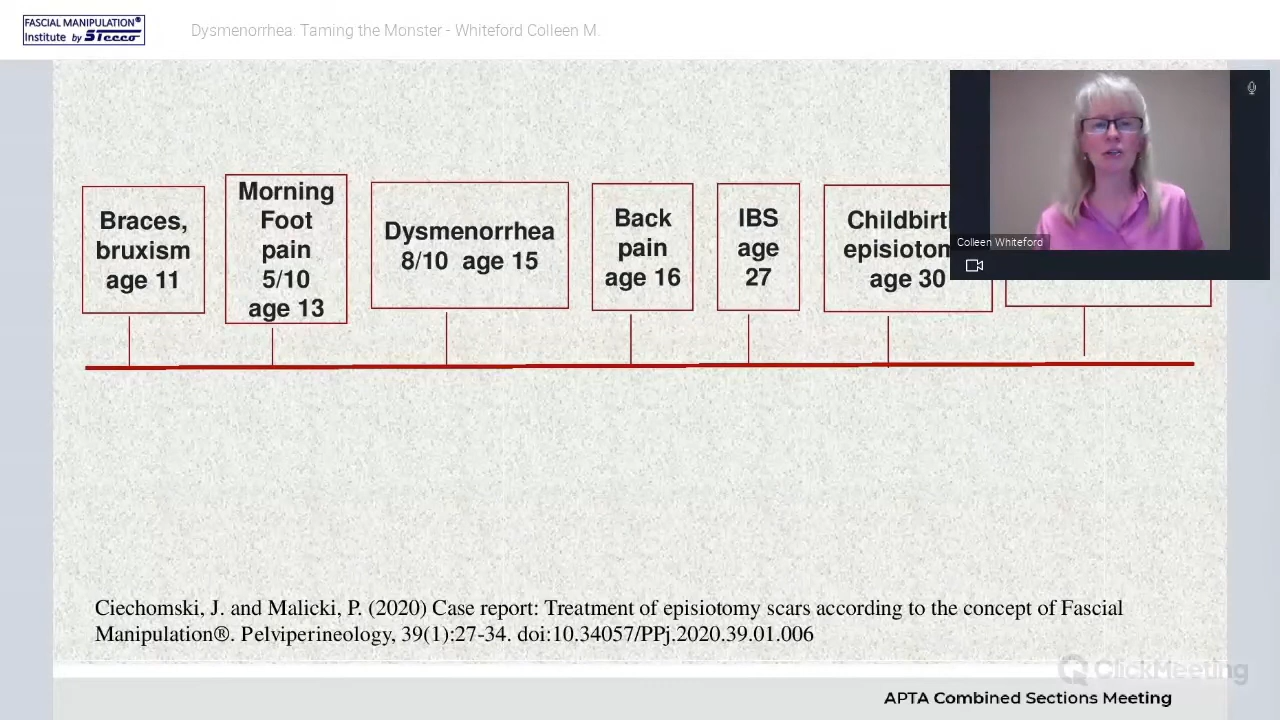 FASCIAL MANIPULATION®
Institute by Stecco
Dysmenorrhea: Taming the Monster - Whiteford Colleen M.
Braces,
bruxism
age 11
Morning
Foot
pain
5/10
age 13
Dysmenorrhea
8/10 age 15
Back
pain
age 16
IBS
age
27
age 30
Colleen Whiteford
Ciechomski, J. and Malicki, P. (2020) Case report: Treatment of episiotomy scars according to the concept of Fascial
Manipulation®. Pelviperineology, 39(1):27-34. doi:10.34057/PPj.2020.39.01.006
ClickMeeting
APTA Combined Sections Meeting